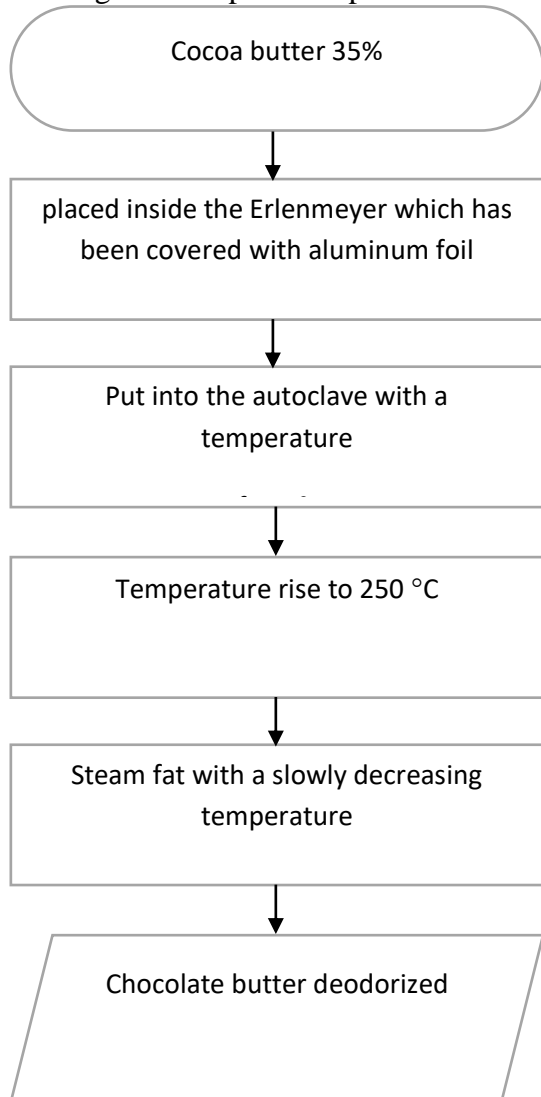 Cocoa butter 35%
placed inside the Erlenmeyer which has
been covered with aluminum foil
Put into the autoclave with a
temperature
Temperature rise to 250 °C
Steam fat with a slowly decreasing
temperature
Chocolate butter deodorized